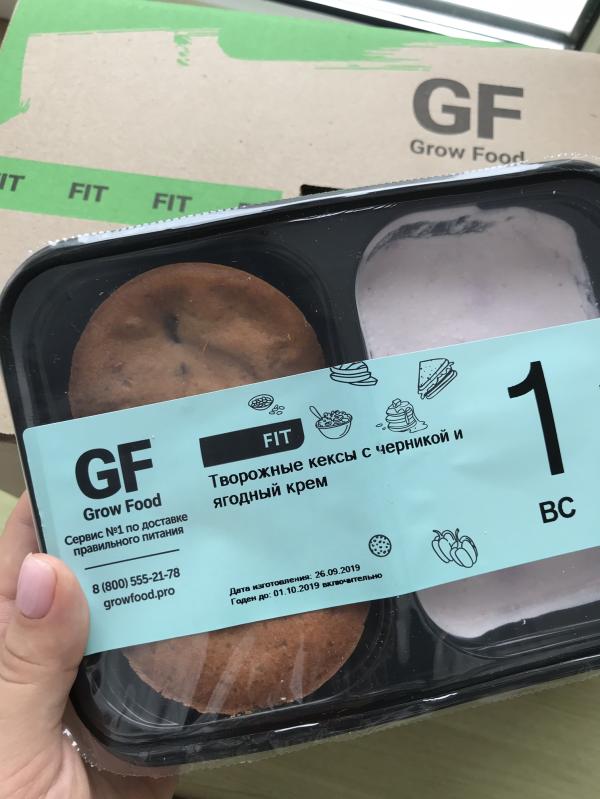 GF
Grow Food
IT FIT FIT
GF
Grow Food
Сервис №1 по доставке
правильного питания
8 (800) 555-21-78
growfood.pro
FIT
Творожные кексы с черникой и
ягодный крем
Дата изготовления: 26.09.2019
Годен до: 01.10.2019 включительно
1
ВС